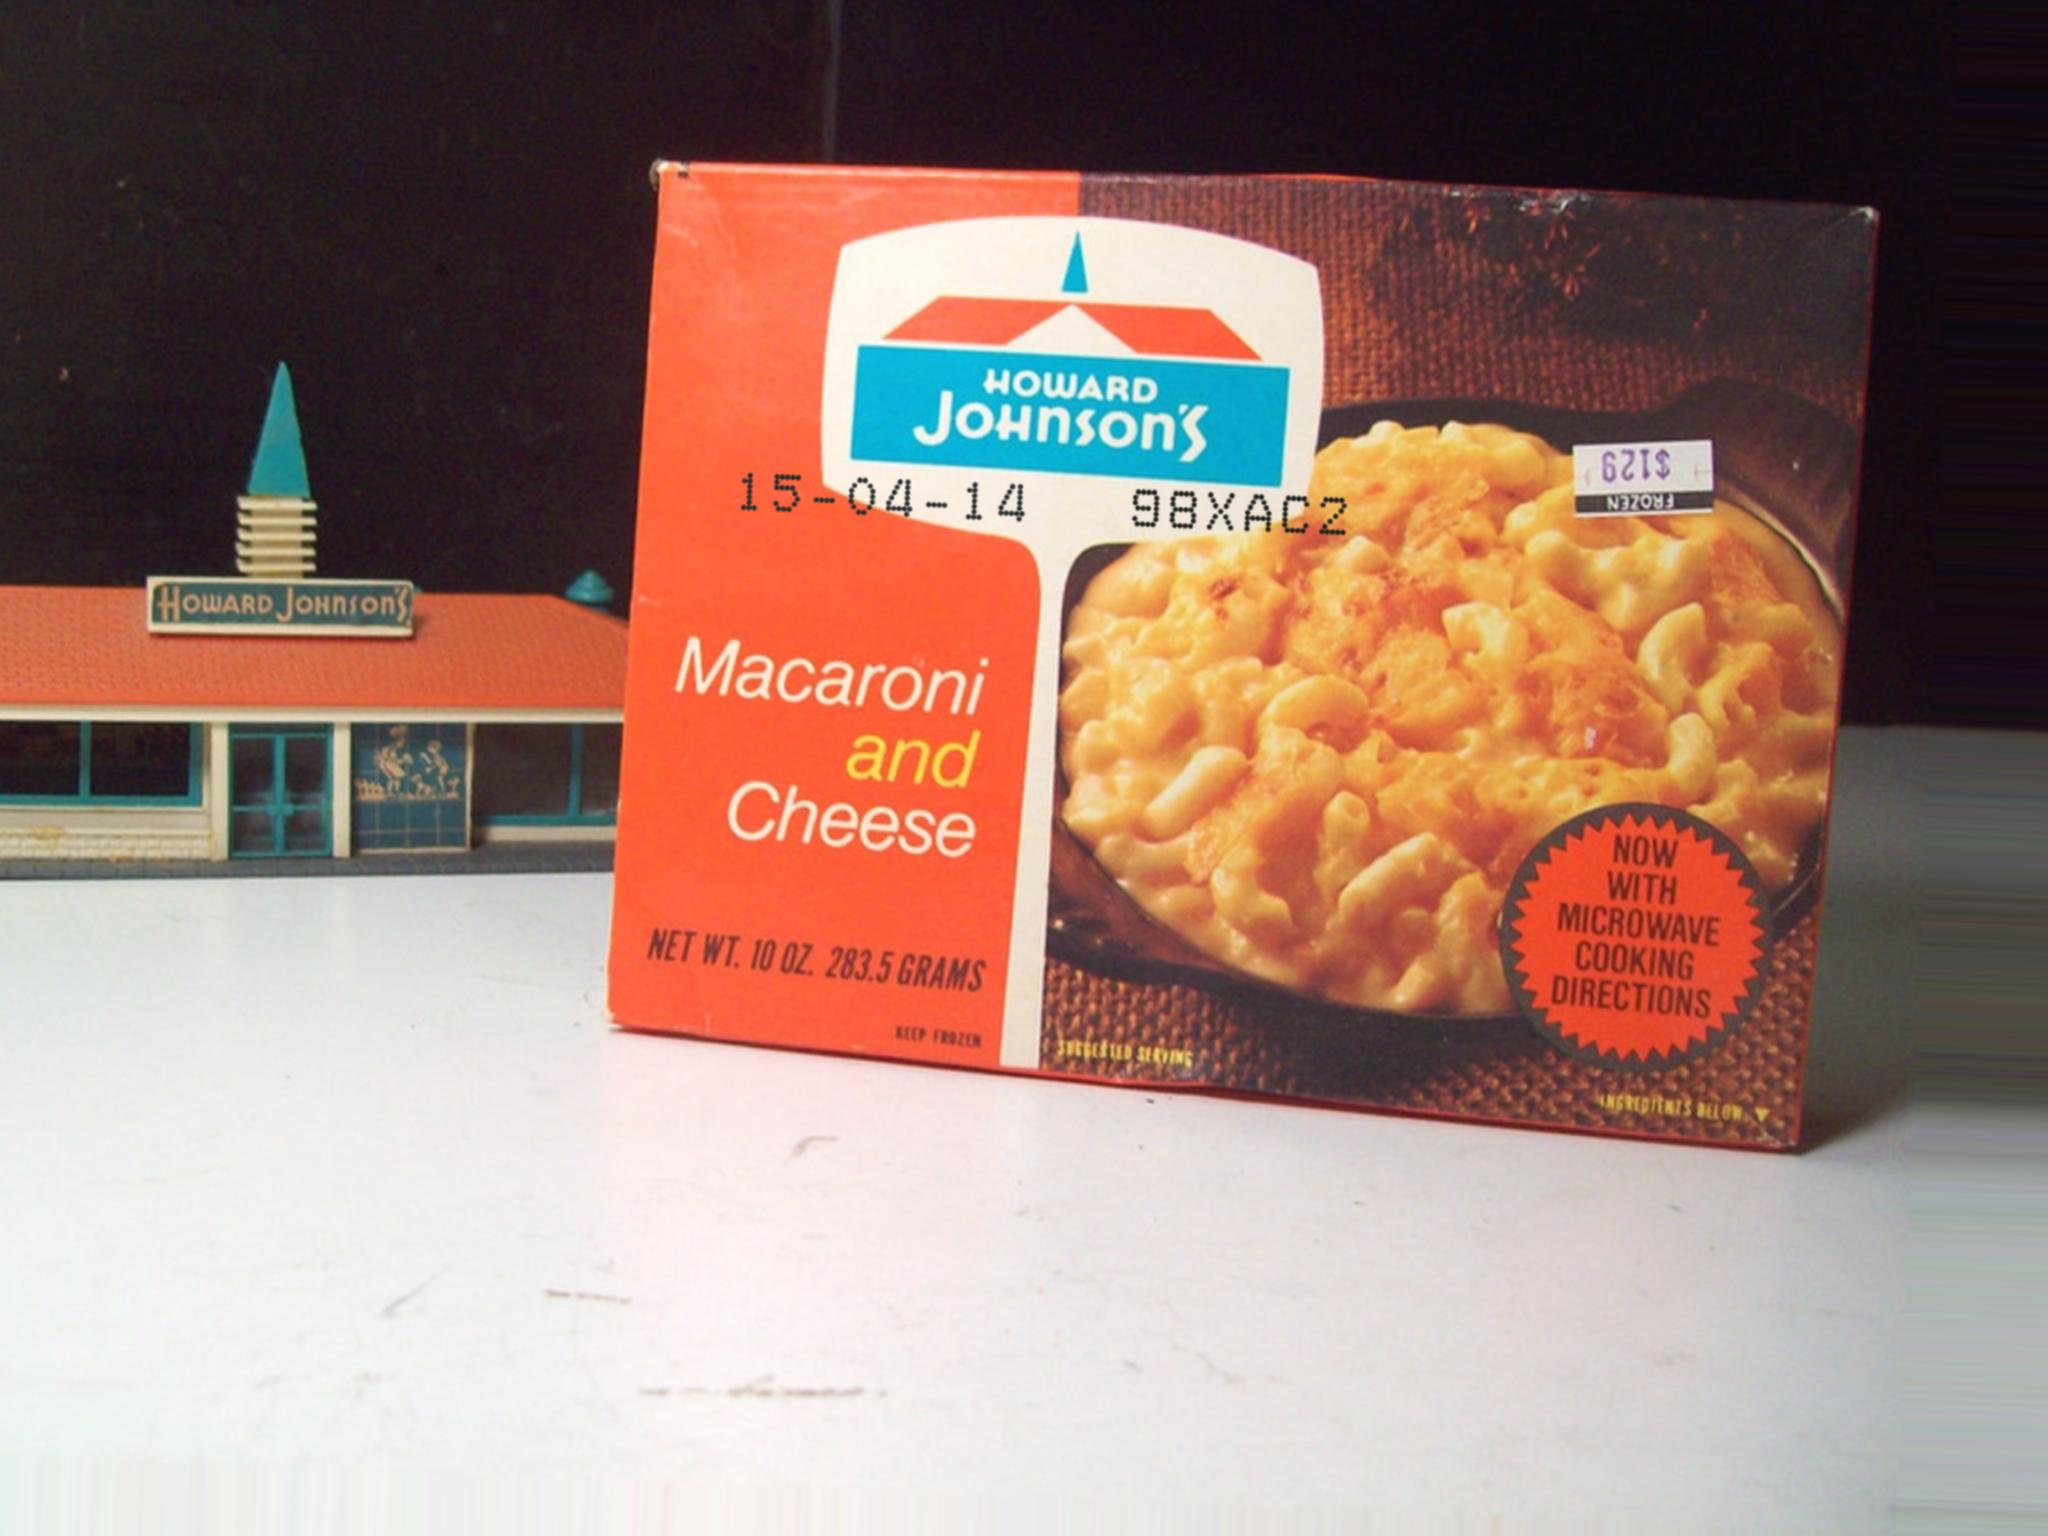 HOWARD
JOHNSON'S
15-04-14 98XAC2
$129
FROZEN
HOWARD JOHNSON'S
Macaroni
and
Cheese
NOW
WITH
MICROWAVE
COOKING
DIRECTIONS
NET WT. 10 OZ. 283.5 GRAMS
KEEP FROZEN
SUGGESTED SERVING
INGREDIENTS BELOW